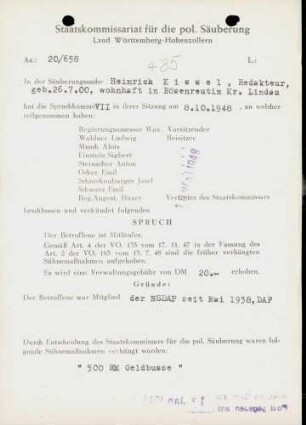 Staatskommissariat für die pol. Säuberung
Land Württemberg-Hohenzollern
Az.: 20/658
L:
In der Säuberungssache Heinrich Kissel, Redakteur,
geb.26.7.00, wohnhaft in Bösenreutin Kr. Lindau
hat die Spruchkammer VII in ihrer Sitzung am 8.10.1948, an welcher
teilgenommen haben:
Regierungsassessor Wax Vorsitzender
Waldner Ludwig Beisitzer
Munding Alois
Einstein Sigbert
Steinacher Anton
Osker Emil
Schneckenburger Josef
Schwarz Emil
Reg.Angest. Hauer Vertreter des Staatskommissars
beschlossen und verkündet folgenden
SPRUCH
Der Betroffene ist Mitläufer.
Gemäß Art. 4 der VO. 133 vom 17. 11. 47 in der Fassung des
Art. 2 der VO. 165 vom 13. 7. 48 sind die früher verhängten
Sühnemaßnahmen aufgehoben.
Es wird eine Verwaltungsgebühr von DM 20.— erhoben.
Gründe:
Der Betroffene war Mitglied der NSDAP seit Mai 1938, DAF
Durch Entscheidung des Staatskommissars für die pol. Säuberung waren folgende
Sühnemaßnahmen verhängt worden:
" 500 RM Geldbusse "